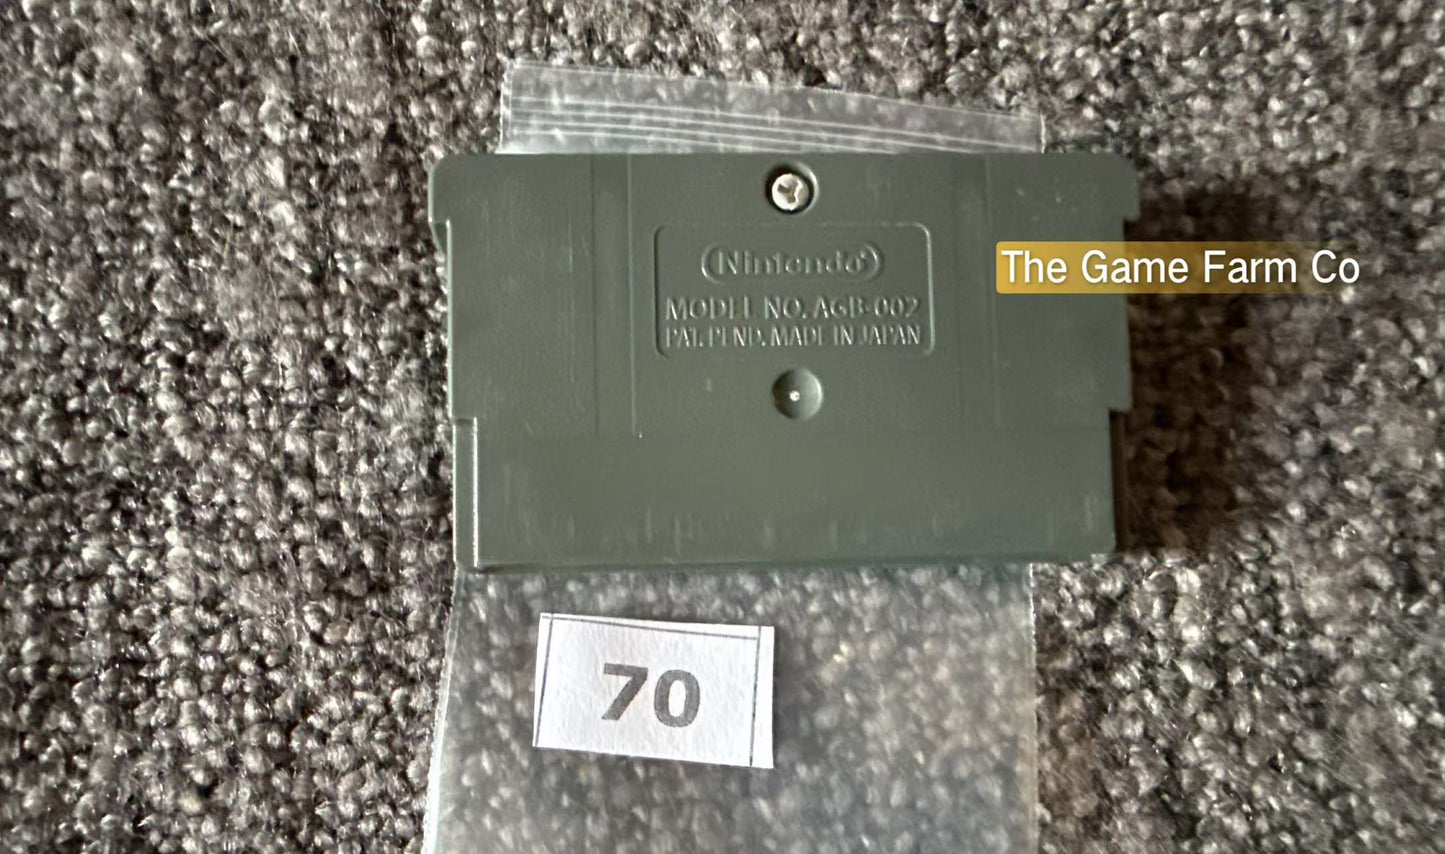 Nintendo®
MODEL NO. AGB-002
PAT. PEND. MADE IN JAPAN
The Game Farm Co
70